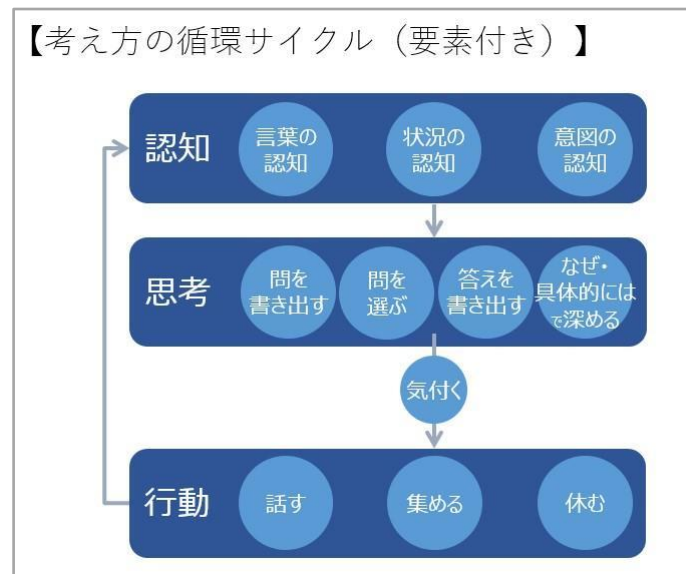 【考え方の循環サイクル（要素付き）】
認知
言葉の
認知
状況の
認知
意図の
認知
思考
問を
書き出す
問を
選ぶ
答えを
書き出す
なぜ・
具体的には
で深める
気付く
行動
話す
集める
休む